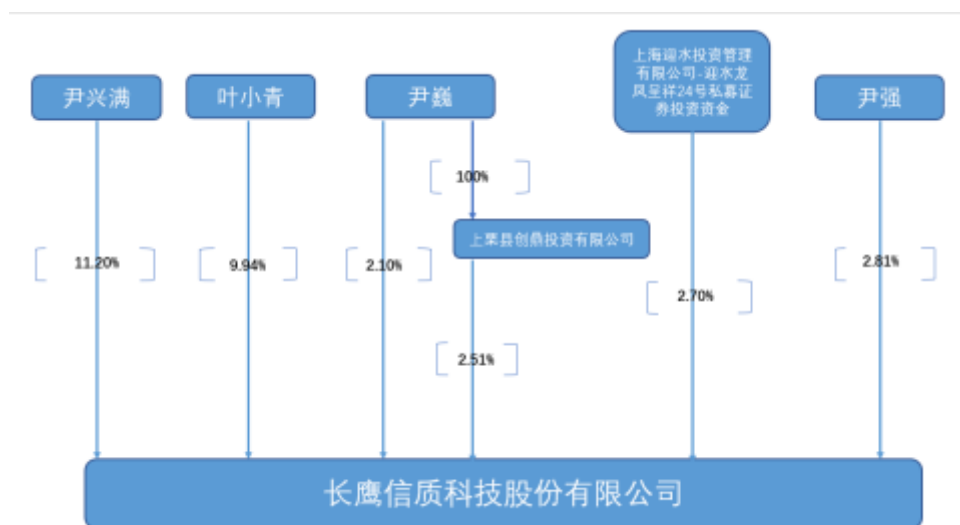 尹兴满
叶小青
尹巍
上海迎水投资管理
有限公司-迎水龙
凤呈祥24号私募证
券投资资金
尹强
100%
上栗县创鼎投资有限公司
11.20%
9.94%
2.10%
2.81%
2.70%
2.51%
长鹰信质科技股份有限公司